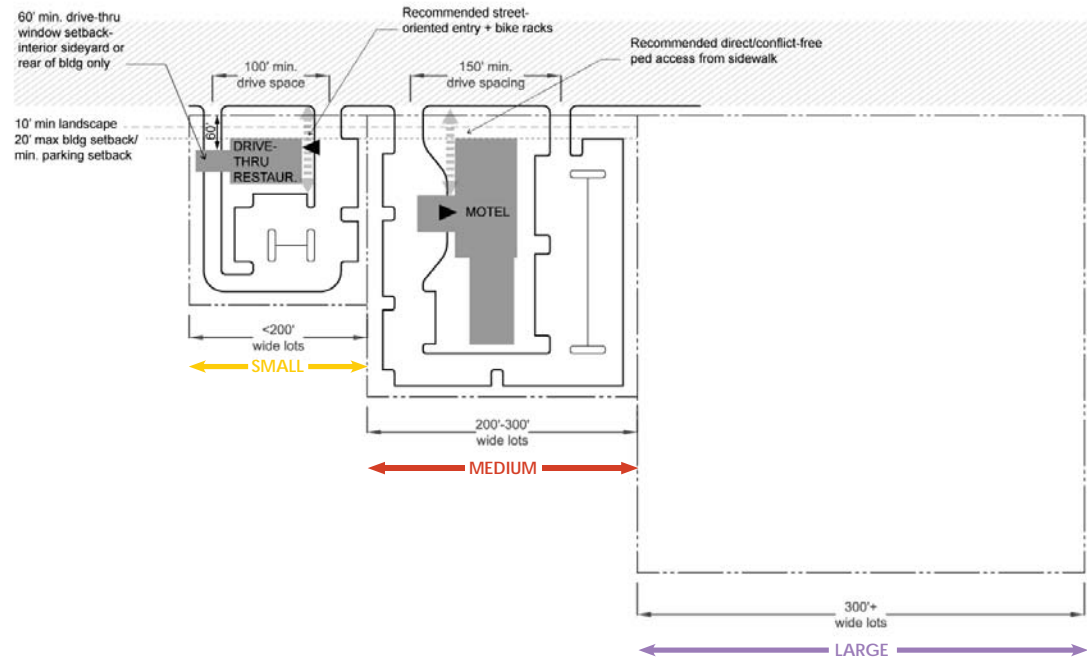 60' min. drive-thru
window setback-
interior sideyard or
rear of bldg only
Recommended street-
oriented entry + bike racks
Recommended direct/conflict-free
ped access from sidewalk
100' min.
drive space
150' min.
drive spacing
10' min landscape
20' max bldg setback/
min. parking setback
60'
DRIVE-
THRU
RESTAUR.
MOTEL
<200'
wide lots
SMALL
200'-300'
wide lots
MEDIUM
300'+
wide lots
LARGE